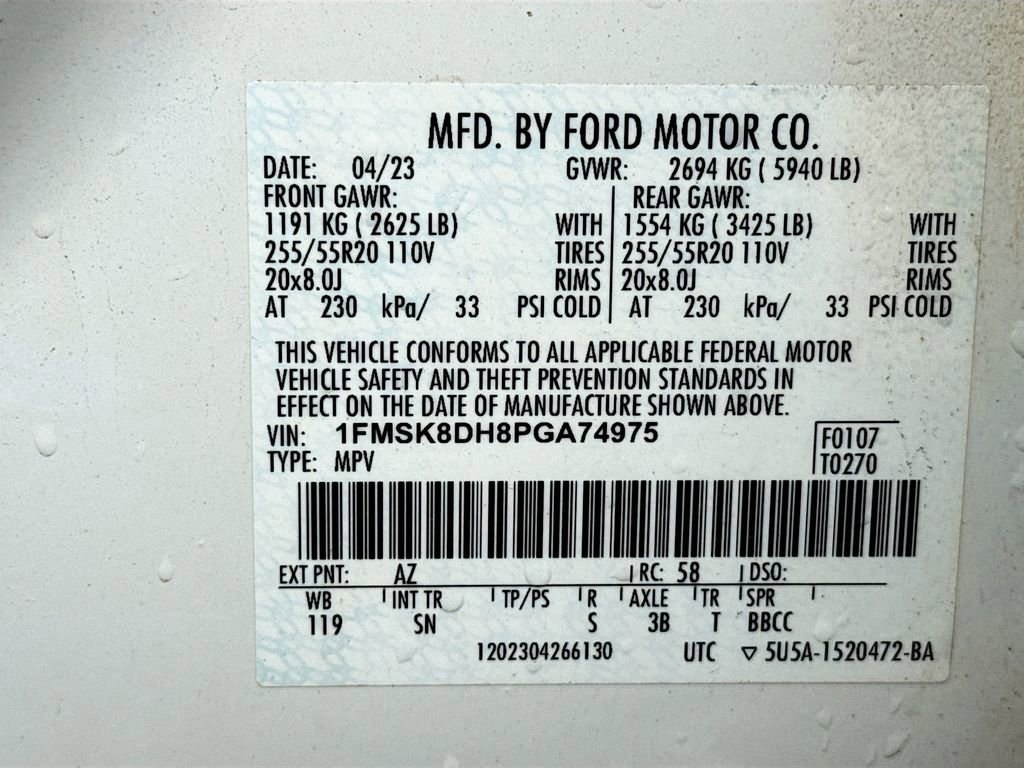 MFD. BY FORD MOTOR CO.
DATE: 04/23 GVWR: 2694 KG ( 5940 LB)
FRONT GAWR: REAR GAWR:
1191 KG ( 2625 LB) WITH 1554 KG ( 3425 LB) WITH
255/55R20 110V TIRES 255/55R20 110V TIRES
20x8.0J RIMS 20x8.0J RIMS
AT 230 kPa/ 33 PSI COLD AT 230 kPa/ 33 PSI COLD
THIS VEHICLE CONFORMS TO ALL APPLICABLE FEDERAL MOTOR
VEHICLE SAFETY AND THEFT PREVENTION STANDARDS IN
EFFECT ON THE DATE OF MANUFACTURE SHOWN ABOVE.
VIN: 1FMSK8DH8PGA74975 F0107
TYPE: MPV T0270
EXT PNT: AZ RC: 58 DSO:
WB INT TR TP/PS R AXLE TR SPR
119 SN S 3B T BBCC
1202304266130 UTC ▽ 5U5A-1520472-BA